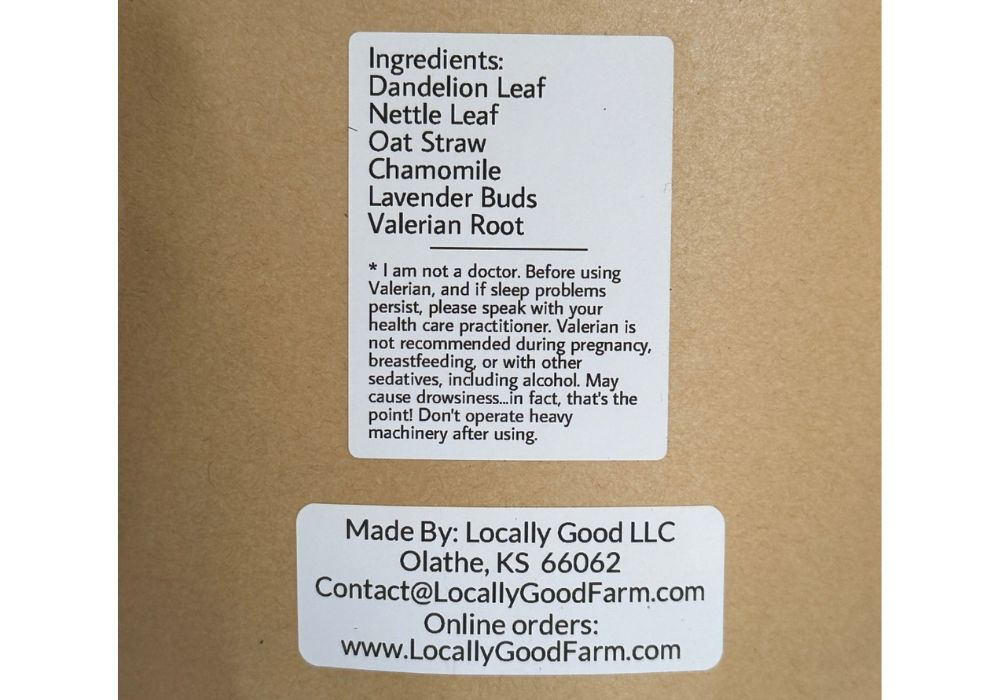 Ingredients:
Dandelion Leaf
Nettle Leaf
Oat Straw
Chamomile
Lavender Buds
Valerian Root
* I am not a doctor. Before using
Valerian, and if sleep problems
persist, please speak with your
health care practitioner. Valerian is
not recommended during pregnancy,
breastfeeding, or with other
sedatives, including alcohol. May
cause drowsiness...in fact, that's the
point! Don't operate heavy
machinery after using.
Made By: Locally Good LLC
Olathe, KS 66062
Contact@LocallyGoodFarm.com
Online orders:
www.LocallyGoodFarm.com